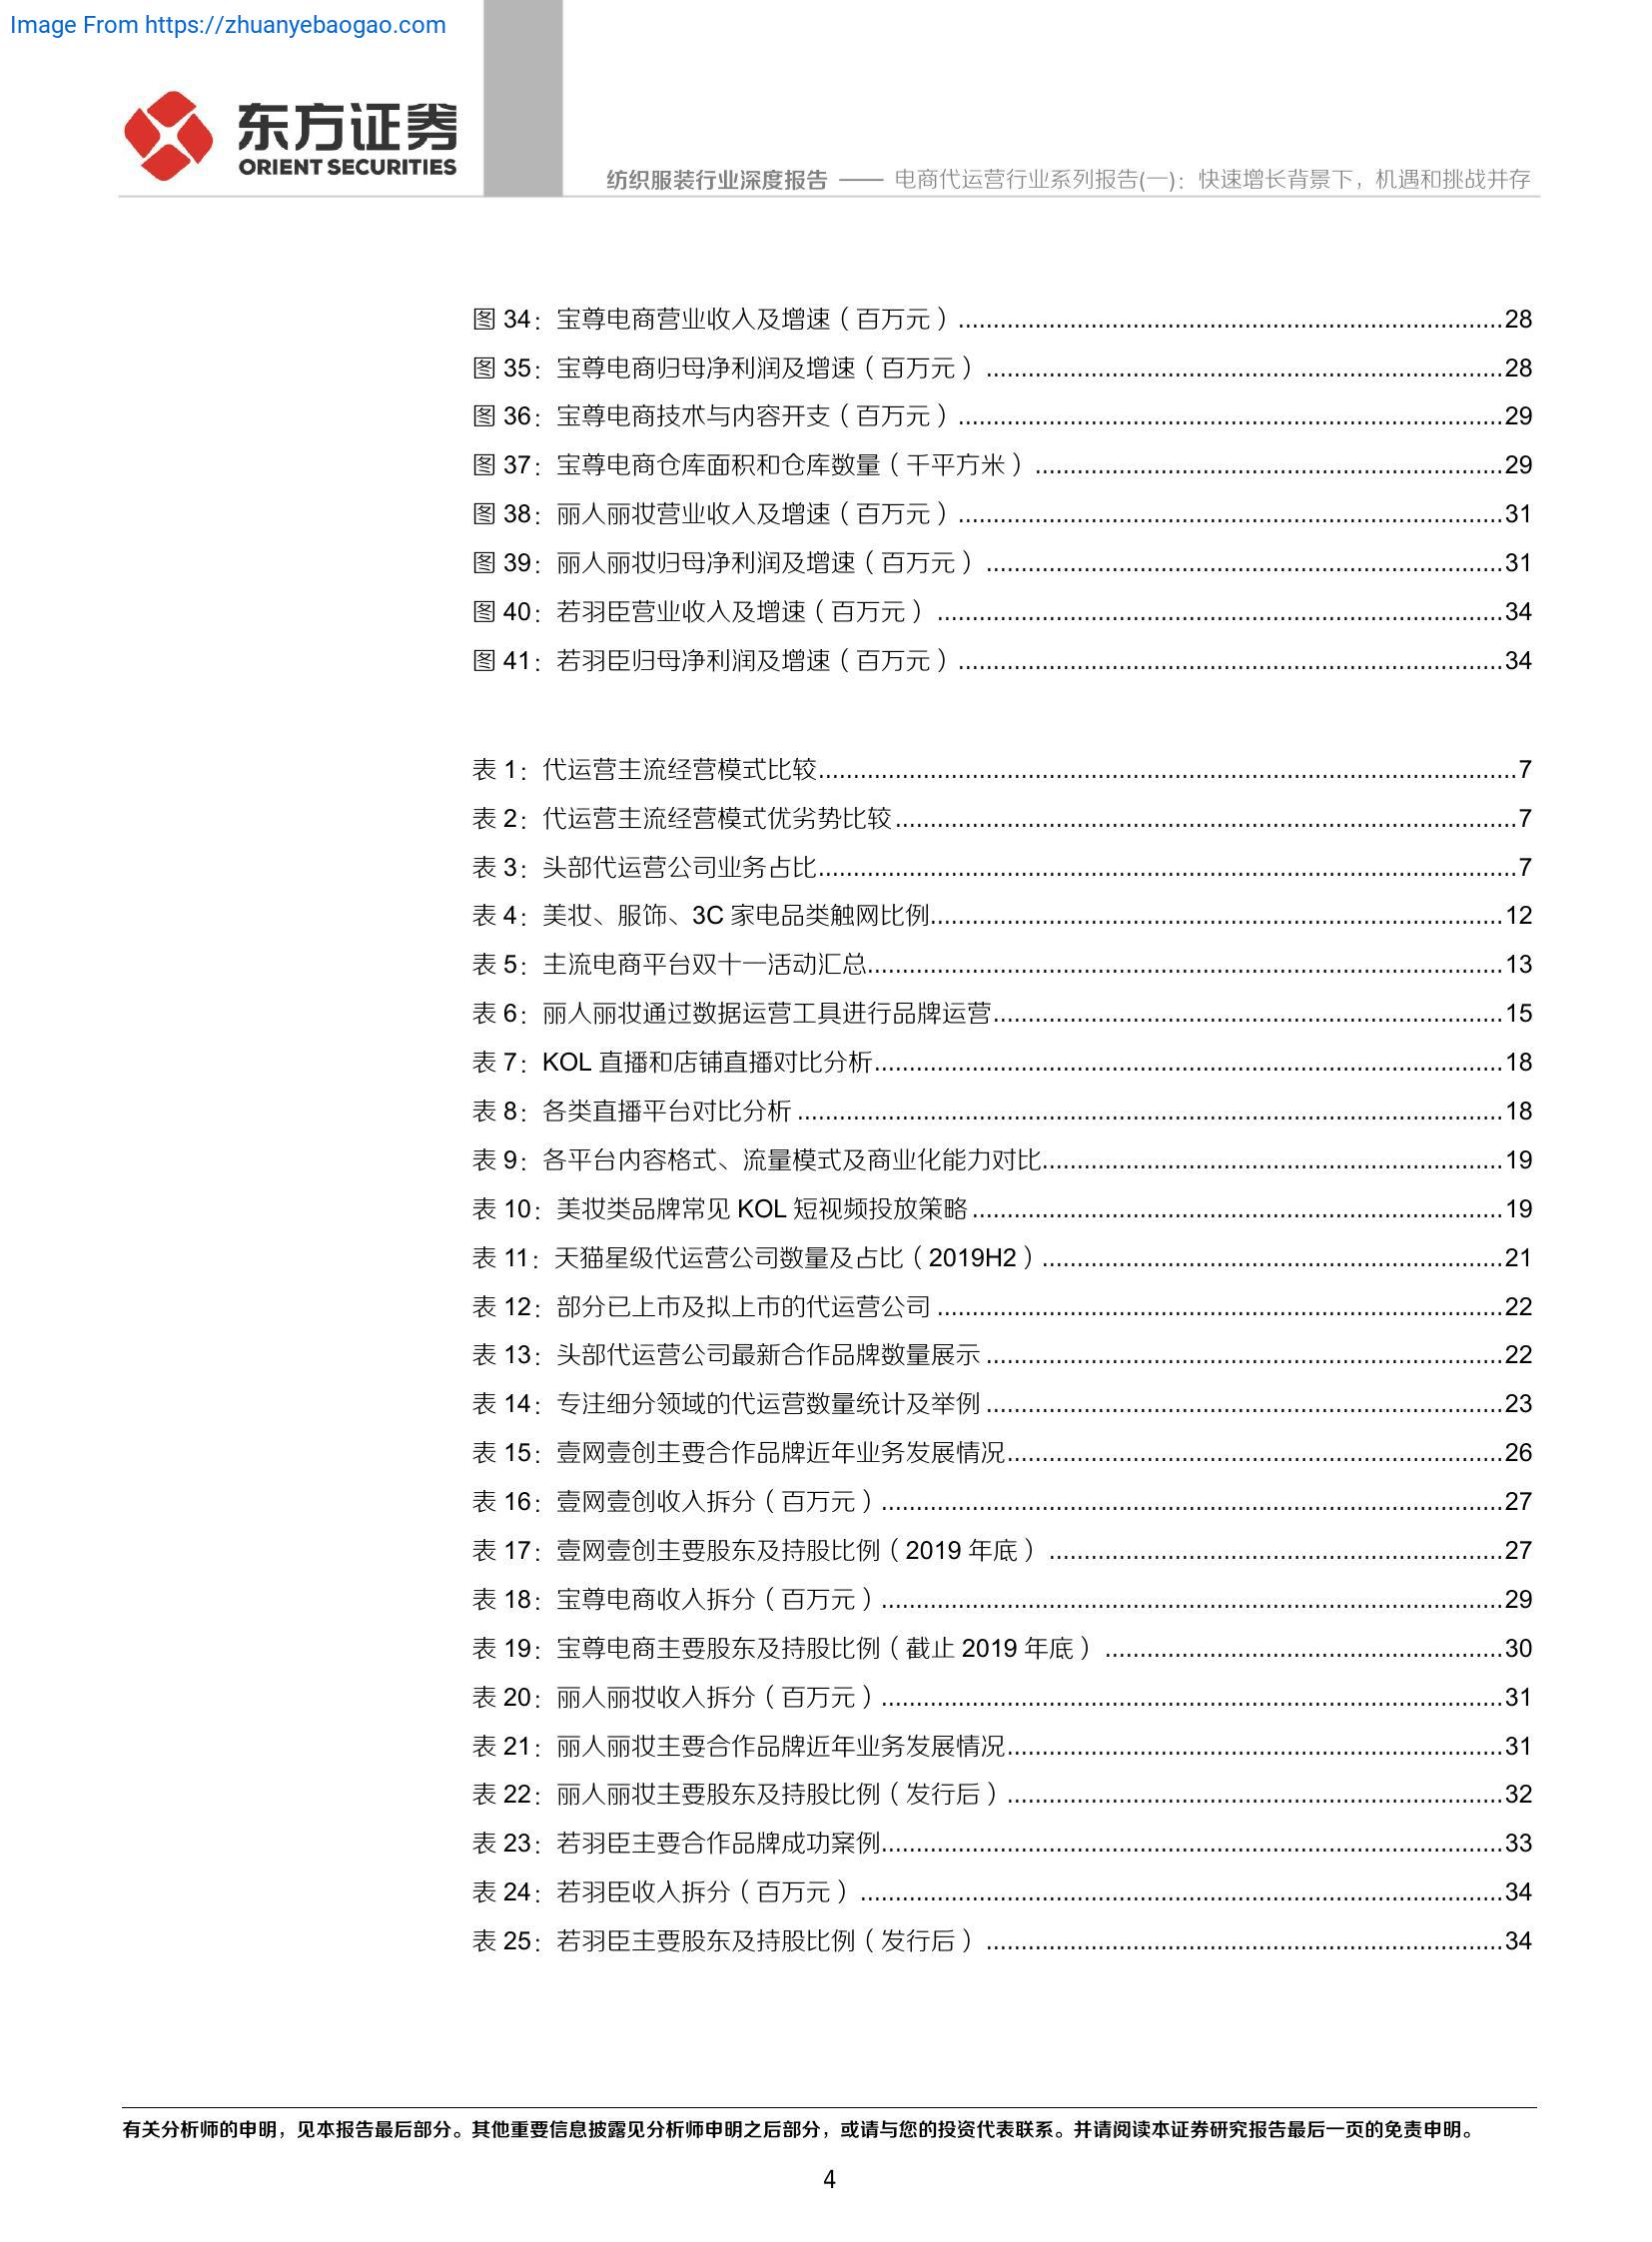 Image From https://zhuanyebaogao.com
东方证券
ORIENT SECURITIES
纺织服装行业深度报告 —— 电商代运营行业系列报告(一)：快速增长背景下，机遇和挑战并存
图 34：宝尊电商营业收入及增速（百万元）....................28
图 35：宝尊电商归母净利润及增速（百万元）....................28
图 36：宝尊电商技术与内容开支（百万元）....................29
图 37：宝尊电商仓库面积和仓库数量（千平方米）....................29
图 38：丽人丽妆营业收入及增速（百万元）....................31
图 39：丽人丽妆归母净利润及增速（百万元）....................31
图 40：若羽臣营业收入及增速（百万元）....................34
图 41：若羽臣归母净利润及增速（百万元）....................34
表 1：代运营主流经营模式比较....................7
表 2：代运营主流经营模式优劣势比较....................7
表 3：头部代运营公司业务占比....................7
表 4：美妆、服饰、3C 家电品类触网比例....................12
表 5：主流电商平台双十一活动汇总....................13
表 6：丽人丽妆通过数据运营工具进行品牌运营....................15
表 7：KOL 直播和店铺直播对比分析....................18
表 8：各类直播平台对比分析....................18
表 9：各平台内容格式、流量模式及商业化能力对比....................19
表 10：美妆类品牌常见 KOL 短视频投放策略....................19
表 11：天猫星级代运营公司数量及占比（2019H2）....................21
表 12：部分已上市及拟上市的代运营公司....................22
表 13：头部代运营公司最新合作品牌数量展示....................22
表 14：专注细分领域的代运营数量统计及举例....................23
表 15：壹网壹创主要合作品牌近年业务发展情况....................26
表 16：壹网壹创收入拆分（百万元）....................27
表 17：壹网壹创主要股东及持股比例（2019 年底）....................27
表 18：宝尊电商收入拆分（百万元）....................29
表 19：宝尊电商主要股东及持股比例（截止 2019 年底）....................30
表 20：丽人丽妆收入拆分（百万元）....................31
表 21：丽人丽妆主要合作品牌近年业务发展情况....................31
表 22：丽人丽妆主要股东及持股比例（发行后）....................32
表 23：若羽臣主要合作品牌成功案例....................33
表 24：若羽臣收入拆分（百万元）....................34
表 25：若羽臣主要股东及持股比例（发行后）....................34
有关分析师的申明，见本报告最后部分。其他重要信息披露见分析师申明之后部分，或请与您的投资代表联系。并请阅读本证券研究报告最后一页的免责申明。
4